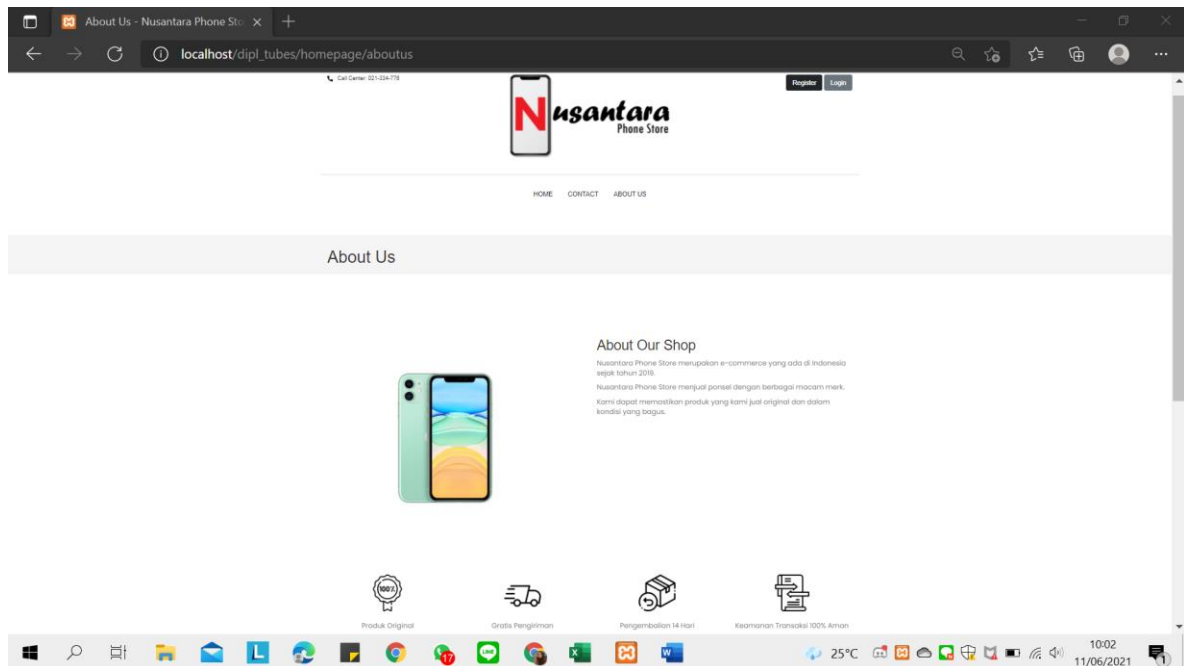 About Us - Nusantara Phone Sto
localhost/dipl_tubes/homepage/aboutus
Call Center: 021-334-776
Register Login
Nusantara
Phone Store
HOME CONTACT ABOUT US
About Us
About Our Shop
Nusantara Phone Store merupakan e-commerce yang ada di Indonesia
sejak tahun 2019.
Nusantara Phone Store menjual ponsel dengan berbagai macam merk.
Kami dapat memastikan produk yang kami jual original dan dalam
kondisi yang bagus.
100%
Produk Original Gratis Pengiriman Pengembalian 14 Hari Keamanan Transaksi 100% Aman
L 17 LINE 25°C 10:02
11/06/2021 1